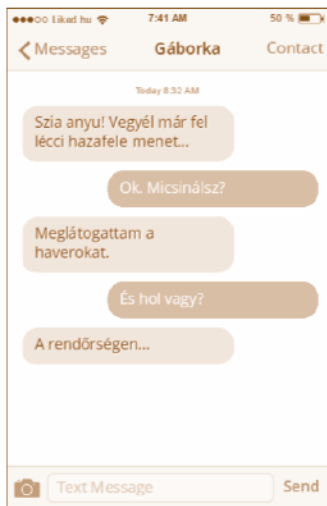 Liked hu 7:41 AM 50 %
Messages Gáborka Contact
Today 8:32 AM
Szia anyu! Vegyél már fel
lécci hazafele menet...
Ok. Micsinálsz?
Meglátogattam a
haverokat.
És hol vagy?
A rendőrségen...
Text Message Send